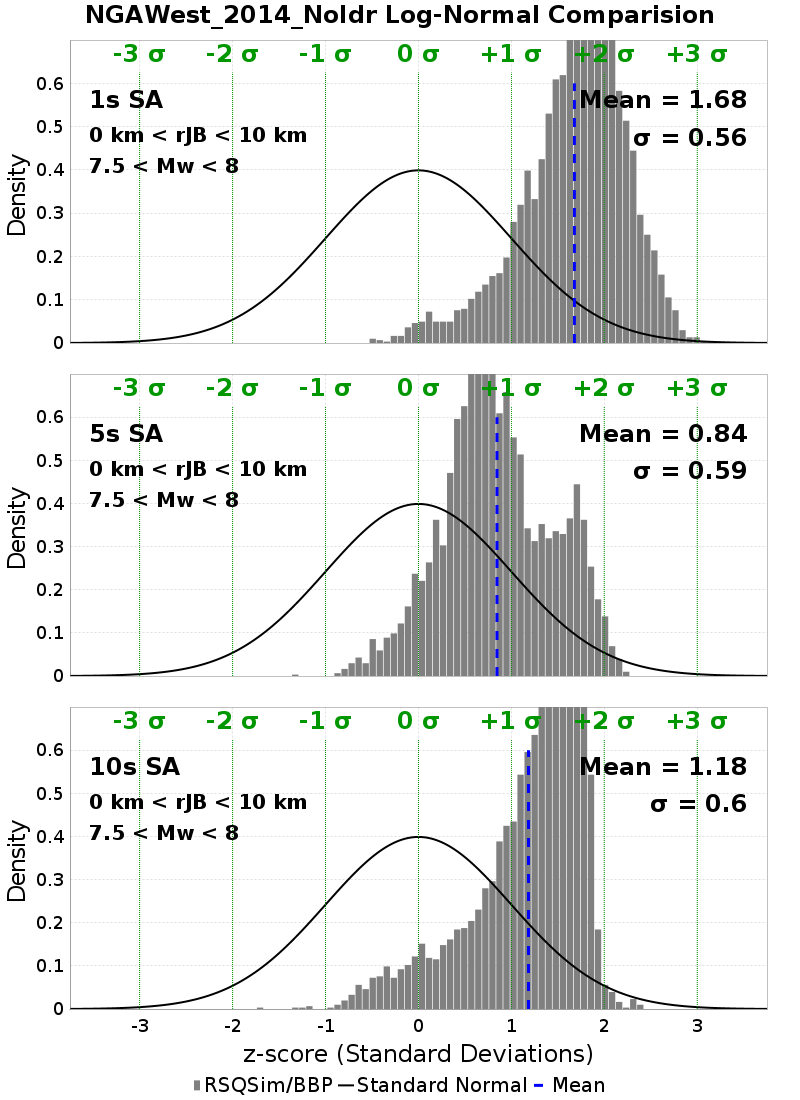 NGAWest_2014_NoIdr Log-Normal Comparision
-3 σ -2 σ -1 σ 0 σ +1 σ +2 σ +3 σ
1s SA
Mean = 1.68
0 km < rJB < 10 km
σ = 0.56
7.5 < Mw < 8
Density
0.6
0.5
0.4
0.3
0.2
0.1
0
-3 σ -2 σ -1 σ 0 σ +1 σ +2 σ +3 σ
5s SA
Mean = 0.84
0 km < rJB < 10 km
σ = 0.59
7.5 < Mw < 8
Density
0.6
0.5
0.4
0.3
0.2
0.1
0
-3 σ -2 σ -1 σ 0 σ +1 σ +2 σ +3 σ
10s SA
Mean = 1.18
0 km < rJB < 10 km
σ = 0.6
7.5 < Mw < 8
Density
0.6
0.5
0.4
0.3
0.2
0.1
0
-3 -2 -1 0 1 2 3
z-score (Standard Deviations)
RSQSim/BBP Standard Normal Mean